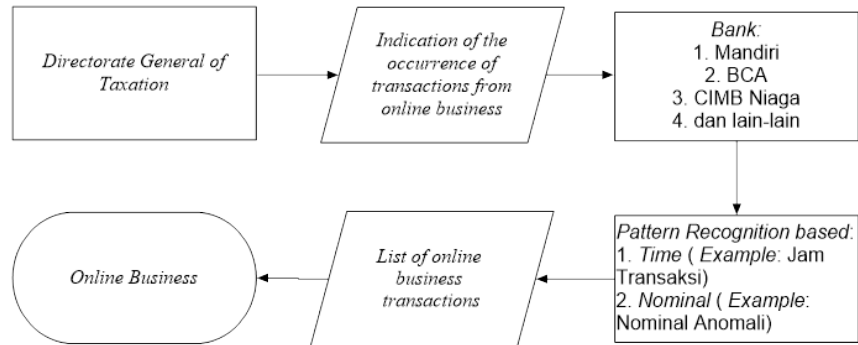 Directorate General of
Taxation
Indication of the
occurrence of
transactions from
online business
Bank:
1. Mandiri
2. BCA
3. CIMB Niaga
4. dan lain-lain
Pattern Recognition based:
1. Time ( Example: Jam
Transaksi)
2. Nominal ( Example:
Nominal Anomali)
List of online
business
transactions
Online Business